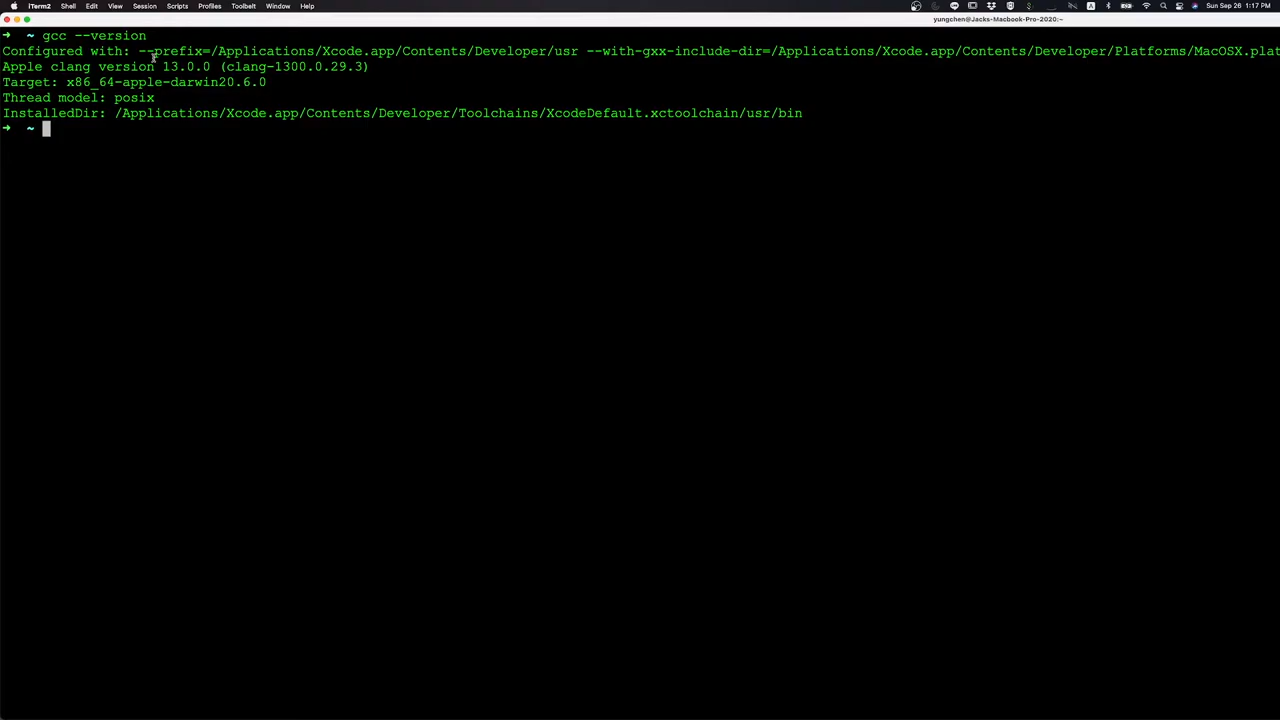 iTerm2 Shell Edit View Session Scripts Profiles Toolbelt Window Help Sun Sep 26 1:17 PM
yungchen@Jacks-Macbook-Pro-2020:~
➜ ~ gcc --version
Configured with: --prefix=/Applications/Xcode.app/Contents/Developer/usr --with-gxx-include-dir=/Applications/Xcode.app/Contents/Developer/Platforms/MacOSX.plat
Apple clang version 13.0.0 (clang-1300.0.29.3)
Target: x86_64-apple-darwin20.6.0
Thread model: posix
InstalledDir: /Applications/Xcode.app/Contents/Developer/Toolchains/XcodeDefault.xctoolchain/usr/bin
➜ ~